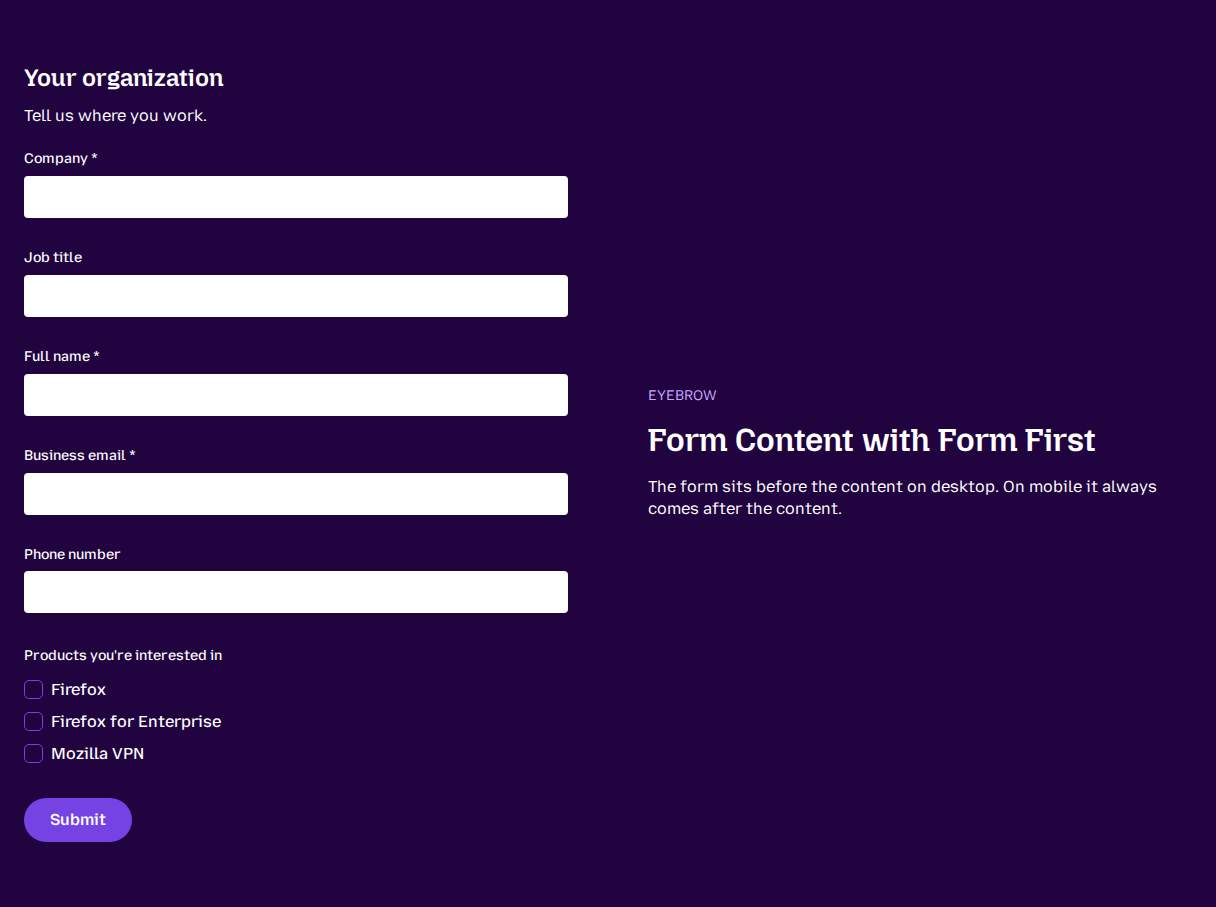 Your organization
Tell us where you work.
Company *
Job title
Full name *
Business email *
Phone number
Products you're interested in
Firefox
Firefox for Enterprise
Mozilla VPN
Submit
EYEBROW
Form Content with Form First
The form sits before the content on desktop. On mobile it always
comes after the content.